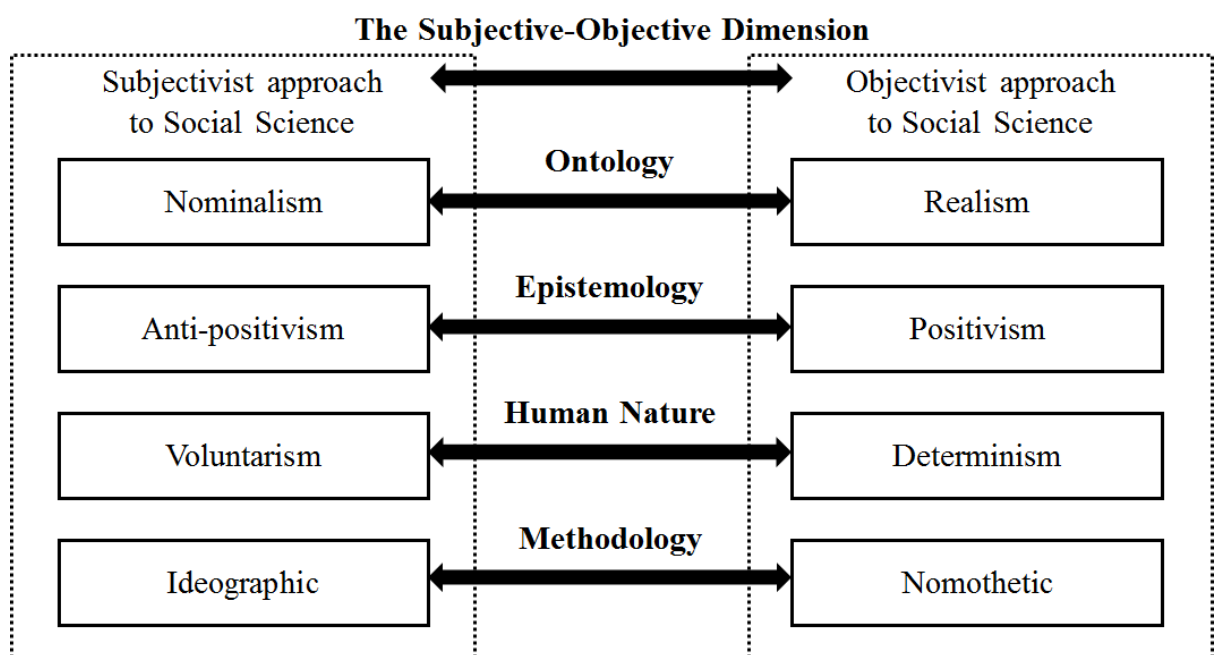 The Subjective-Objective Dimension
Subjectivist approach
to Social Science
Objectivist approach
to Social Science
Ontology
Nominalism
Realism
Epistemology
Anti-positivism
Positivism
Human Nature
Voluntarism
Determinism
Methodology
Ideographic
Nomothetic